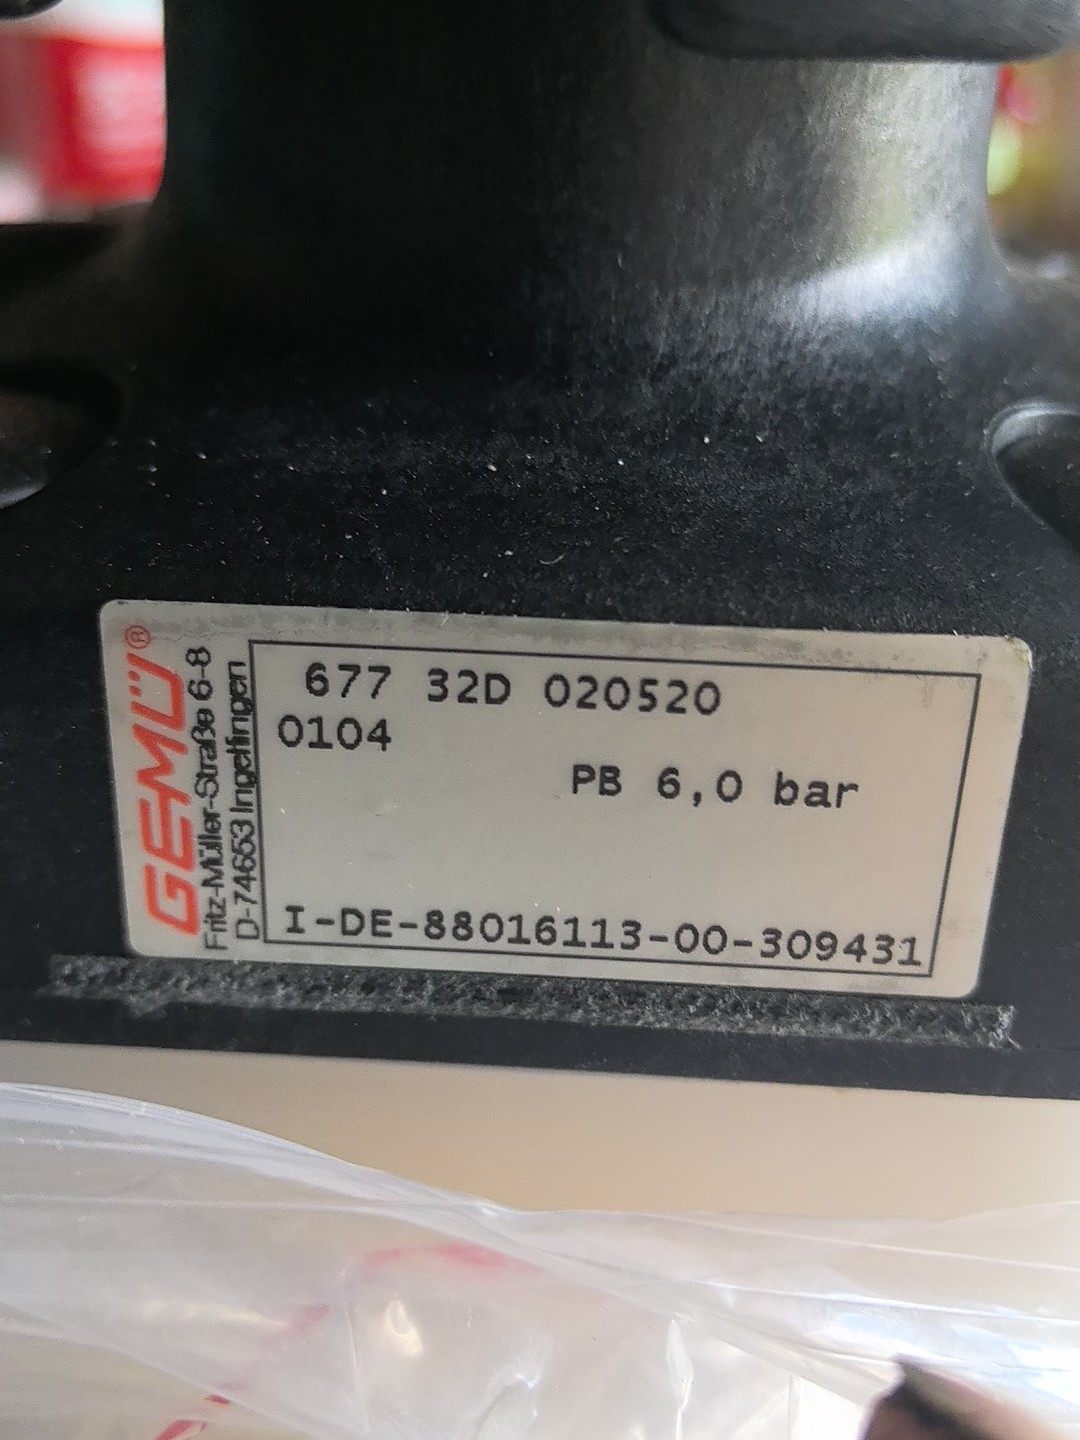 GEMÜ®
Fritz-Müller-Straße 6-8
D-74653 Ingelfingen
677 32D 020520
0104
PB 6,0 bar
I-DE-88016113-00-309431